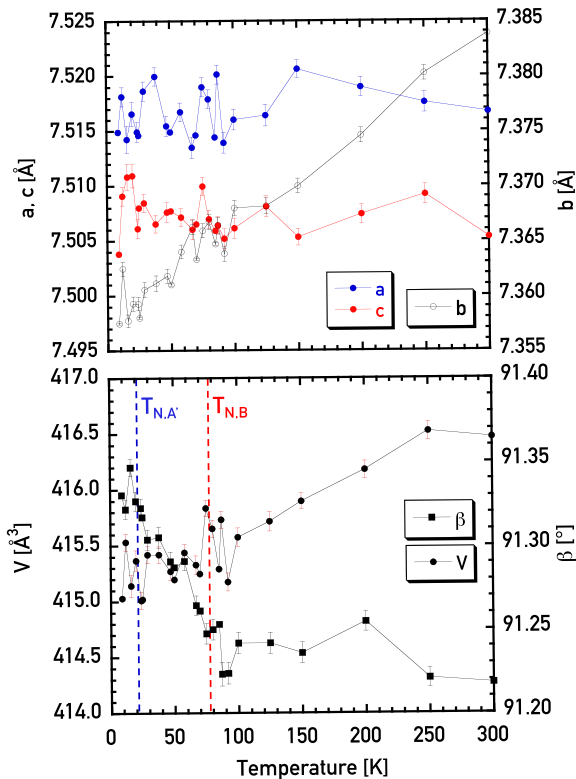 7.525
7.520
7.515
7.510
7.505
7.500
7.495
a, c [Å]
7.385
7.380
7.375
7.370
7.365
7.360
7.355
b [Å]
a
c
b
417.0
416.5
416.0
415.5
415.0
414.5
414.0
V [Å³]
91.40
91.35
91.30
91.25
91.20
β [°]
T_N,A'
T_N,B
β
V
0 50 100 150 200 250 300
Temperature [K]